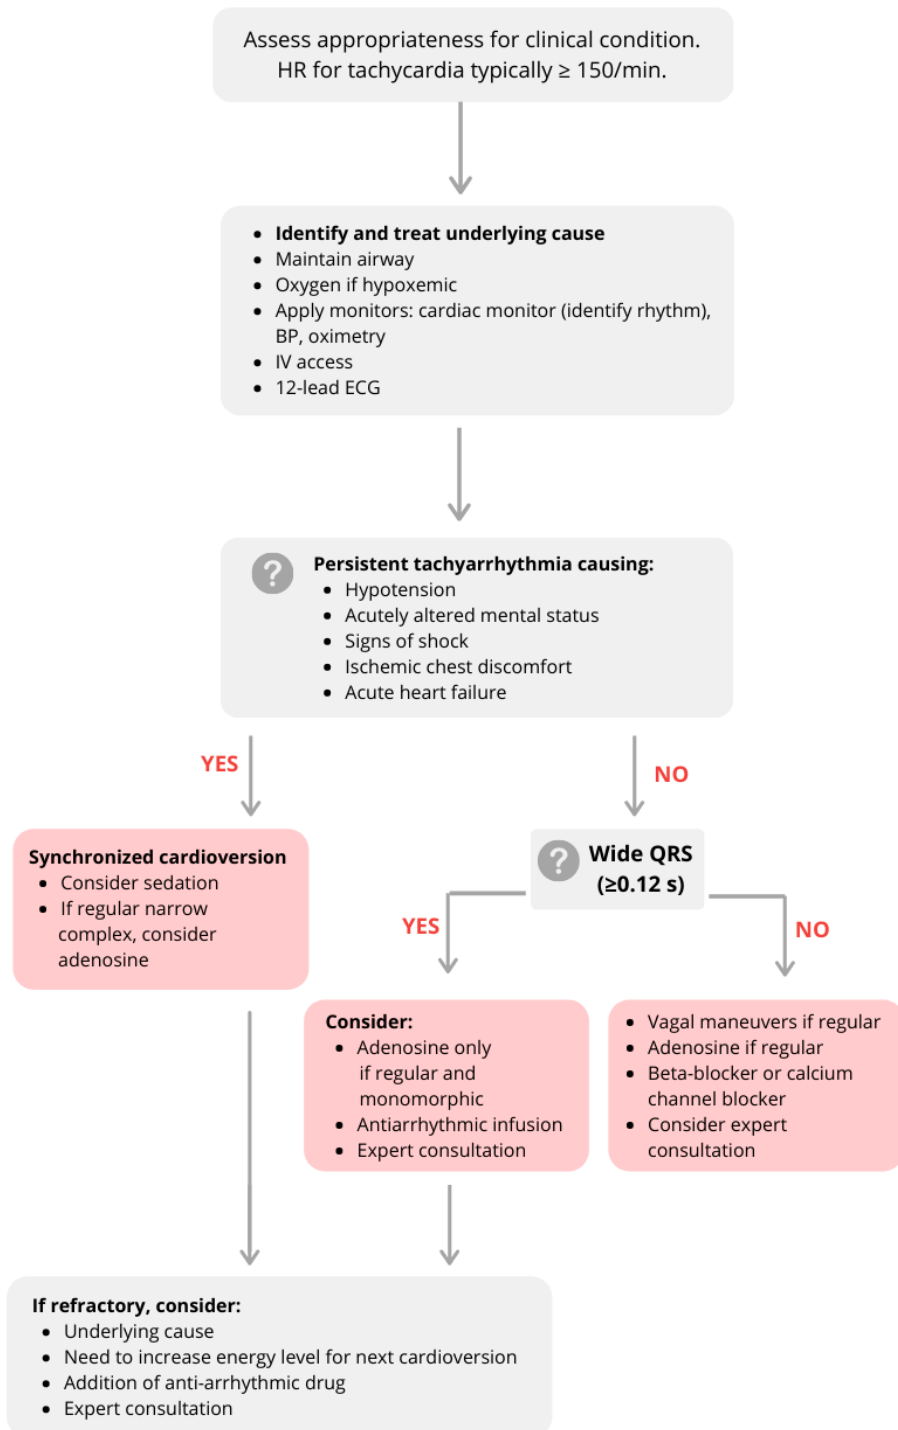 Assess appropriateness for clinical condition.
HR for tachycardia typically ≥ 150/min.
• Identify and treat underlying cause
• Maintain airway
• Oxygen if hypoxemic
• Apply monitors: cardiac monitor (identify rhythm),
BP, oximetry
• IV access
• 12-lead ECG
?
Persistent tachyarrhythmia causing:
• Hypotension
• Acutely altered mental status
• Signs of shock
• Ischemic chest discomfort
• Acute heart failure
YES
NO
Synchronized cardioversion
• Consider sedation
• If regular narrow
complex, consider
adenosine
?
Wide QRS
(≥0.12 s)
YES
NO
Consider:
• Adenosine only
if regular and
monomorphic
• Antiarrhythmic infusion
• Expert consultation
• Vagal maneuvers if regular
• Adenosine if regular
• Beta-blocker or calcium
channel blocker
• Consider expert
consultation
If refractory, consider:
• Underlying cause
• Need to increase energy level for next cardioversion
• Addition of anti-arrhythmic drug
• Expert consultation